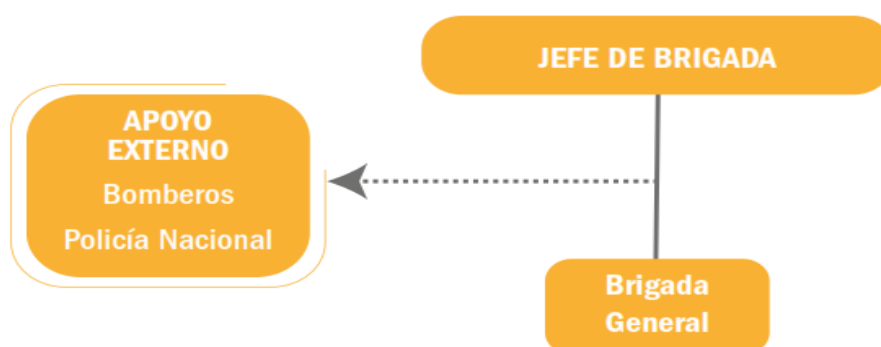 JEFE DE BRIGADA
APOYO
EXTERNO
Bomberos
Policía Nacional
Brigada
General